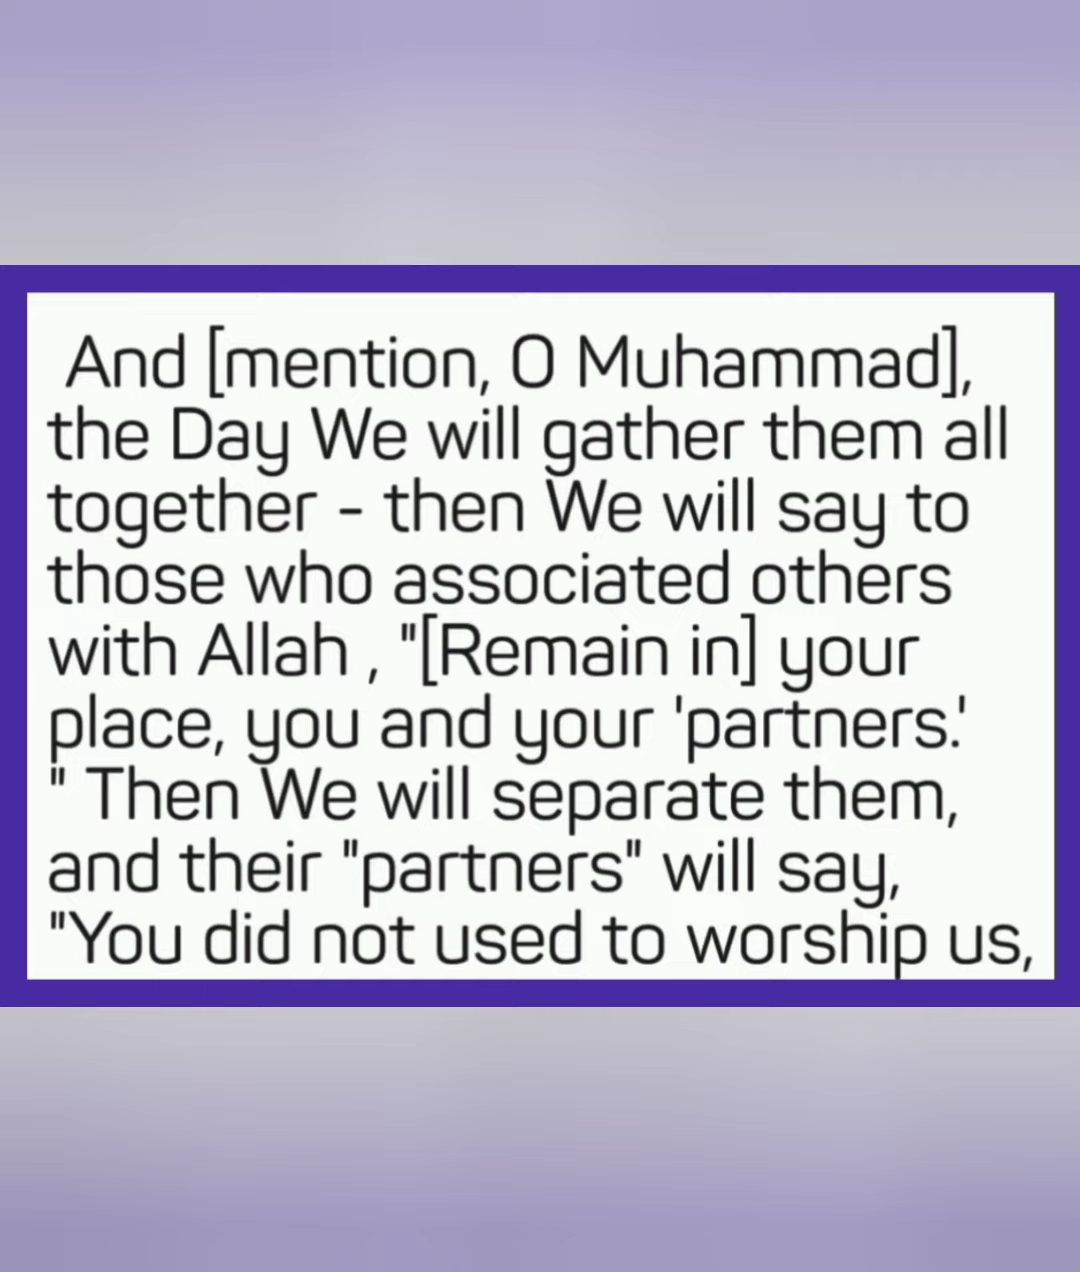 And [mention, O Muhammad],
the Day We will gather them all
together - then We will say to
those who associated others
with Allah , "[Remain in] your
place, you and your 'partners.'
" Then We will separate them,
and their "partners" will say,
"You did not used to worship us,